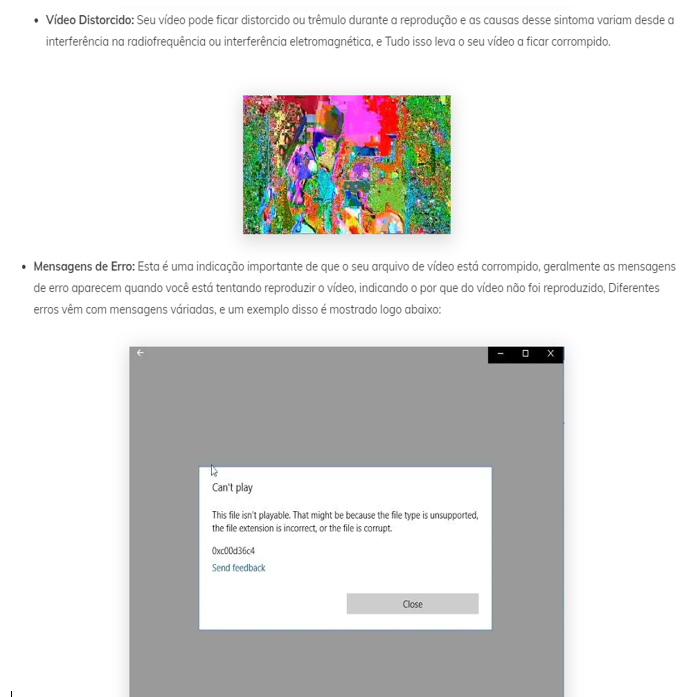 • Vídeo Distorcido: Seu vídeo pode ficar distorcido ou trêmulo durante a reprodução e as causas desse sintoma variam desde a
interferência na radiofrequência ou interferência eletromagnética, e Tudo isso leva o seu vídeo a ficar corrompido.
• Mensagens de Erro: Esta é uma indicação importante de que o seu arquivo de vídeo está corrompido, geralmente as mensagens
de erro aparecem quando você está tentando reproduzir o vídeo, indicando o por que do vídeo não foi reproduzido, Diferentes
erros vêm com mensagens váriadas, e um exemplo disso é mostrado logo abaixo:
Can't play
This file isn't playable. That might be because the file type is unsupported,
the file extension is incorrect, or the file is corrupt.
0xc00d36c4
Send feedback
Close